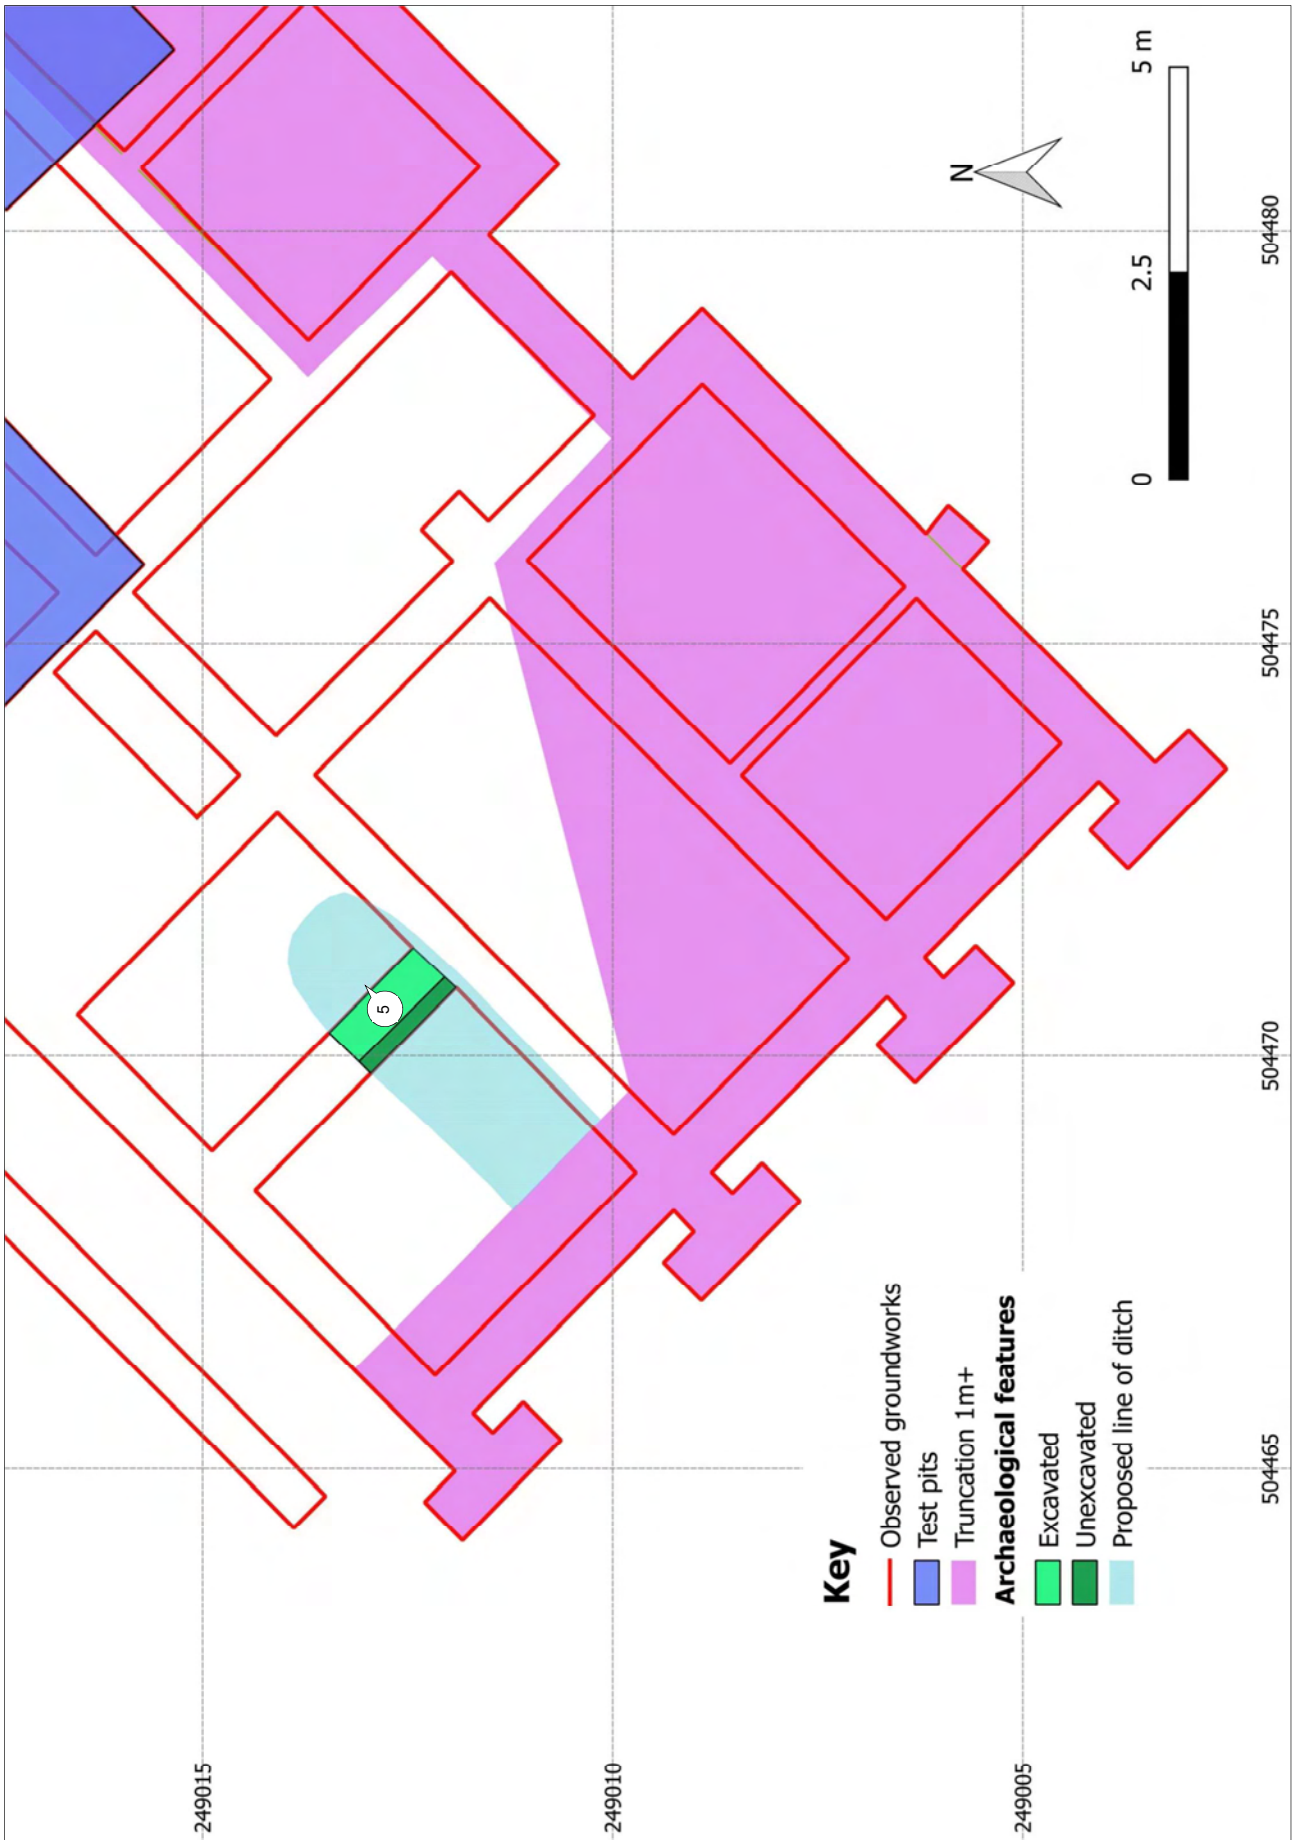 N
5
0
2.5
5 m
249015
249010
249005
504465
504470
504475
504480
Key
Observed groundworks
Test pits
Truncation 1m+
Archaeological features
Excavated
Unexcavated
Proposed line of ditch